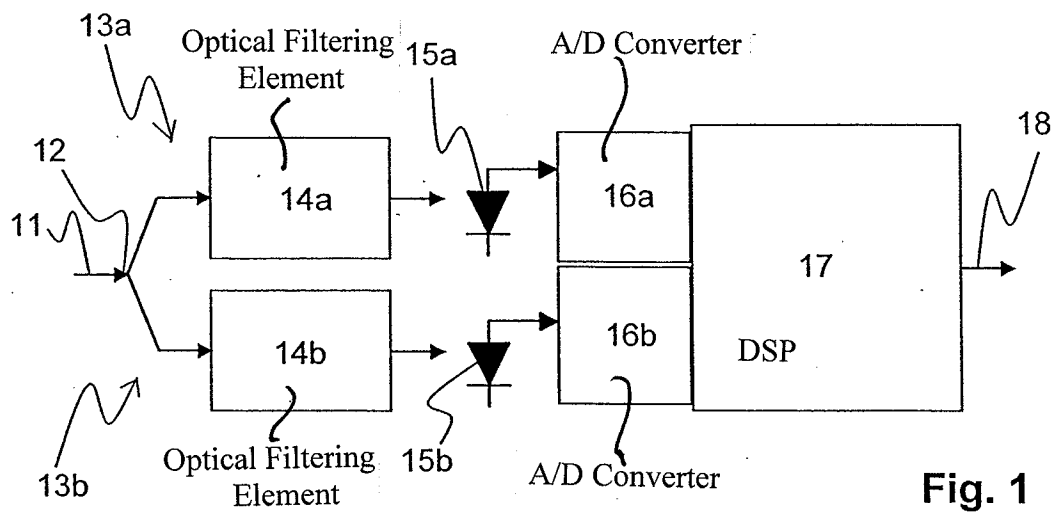 13a
Optical Filtering
Element
15a
A/D Converter
12
18
11
14a
16a
17
14b
16b
DSP
13b
Optical Filtering
Element
15b
A/D Converter
Fig. 1